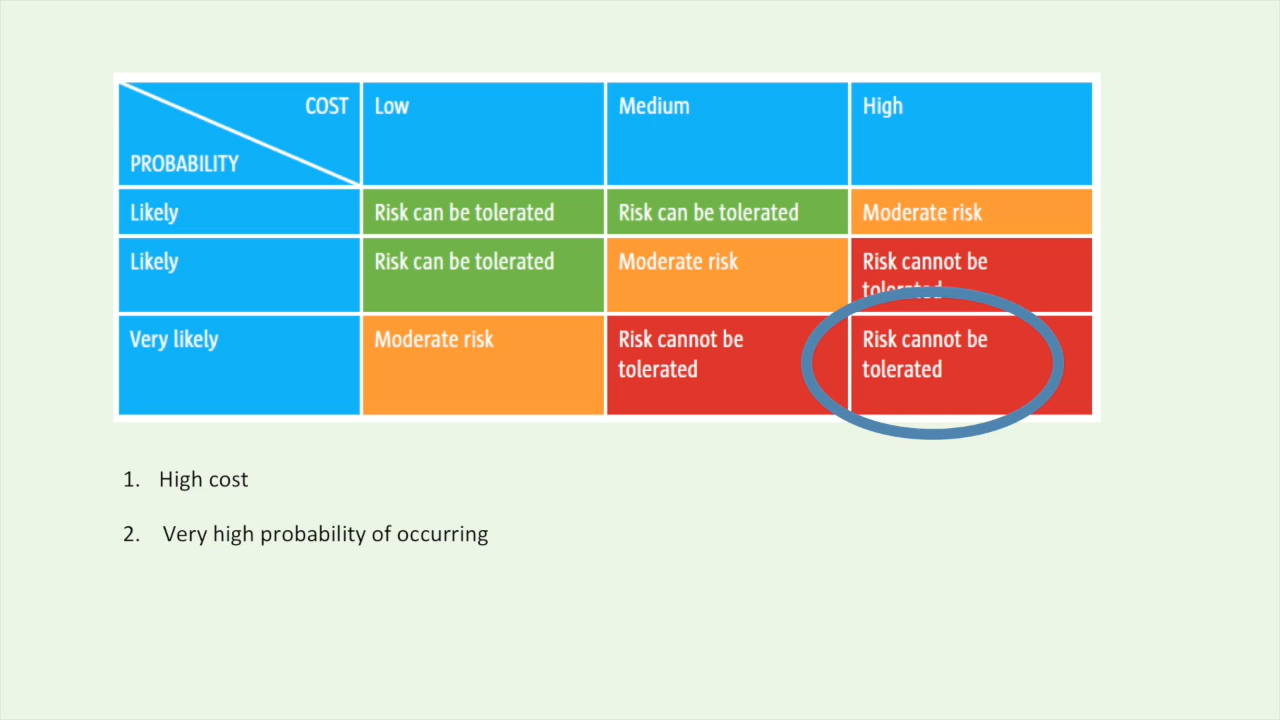 COST
PROBABILITY
Low
Medium
High
Likely
Risk can be tolerated
Risk can be tolerated
Moderate risk
Likely
Risk can be tolerated
Moderate risk
Risk cannot be
tolerated
Very likely
Moderate risk
Risk cannot be
tolerated
Risk cannot be
tolerated
1. High cost
2. Very high probability of occurring